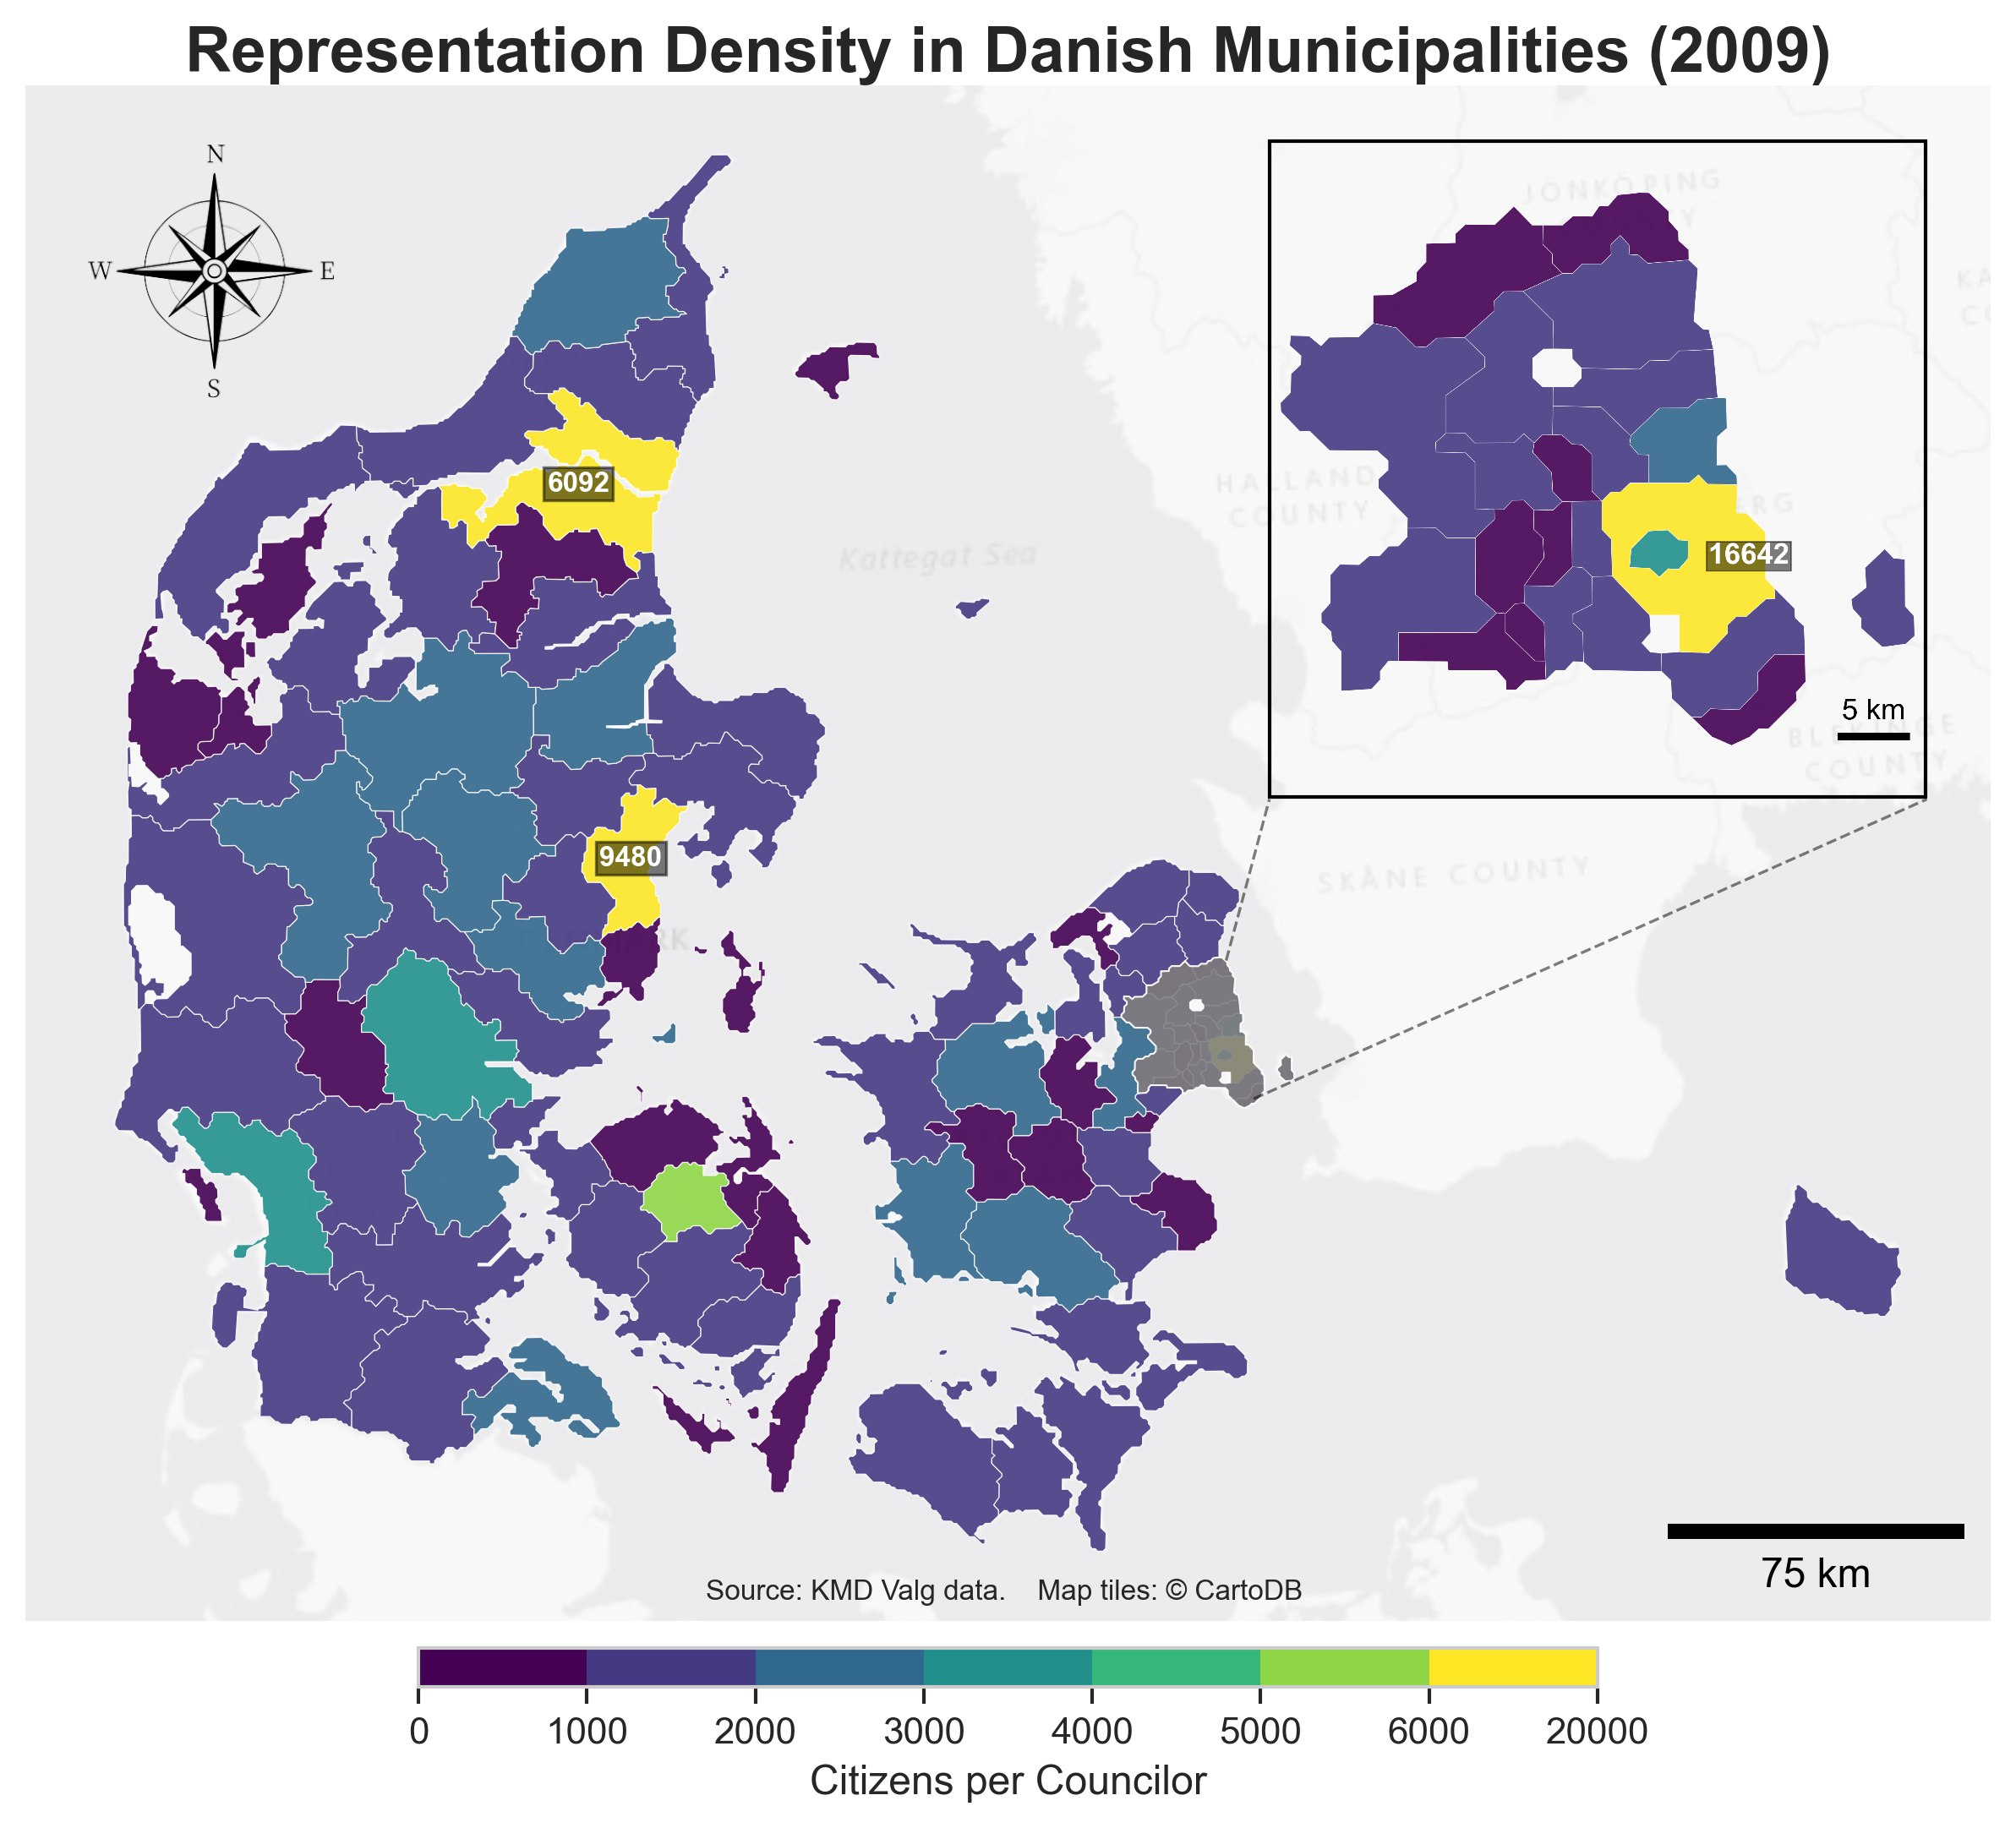 Representation Density in Danish Municipalities (2009)
N
W
E
S
JÖNKÖPING
HALLAND
COUNTY
Kattegat Sea
6092
16642
5 km
BLEKINGE
COUNTY
9480
SKÅNE COUNTY
75 km
Source: KMD Valg data. Map tiles: © CartoDB
0
1000
2000
3000
4000
5000
6000
20000
Citizens per Councilor